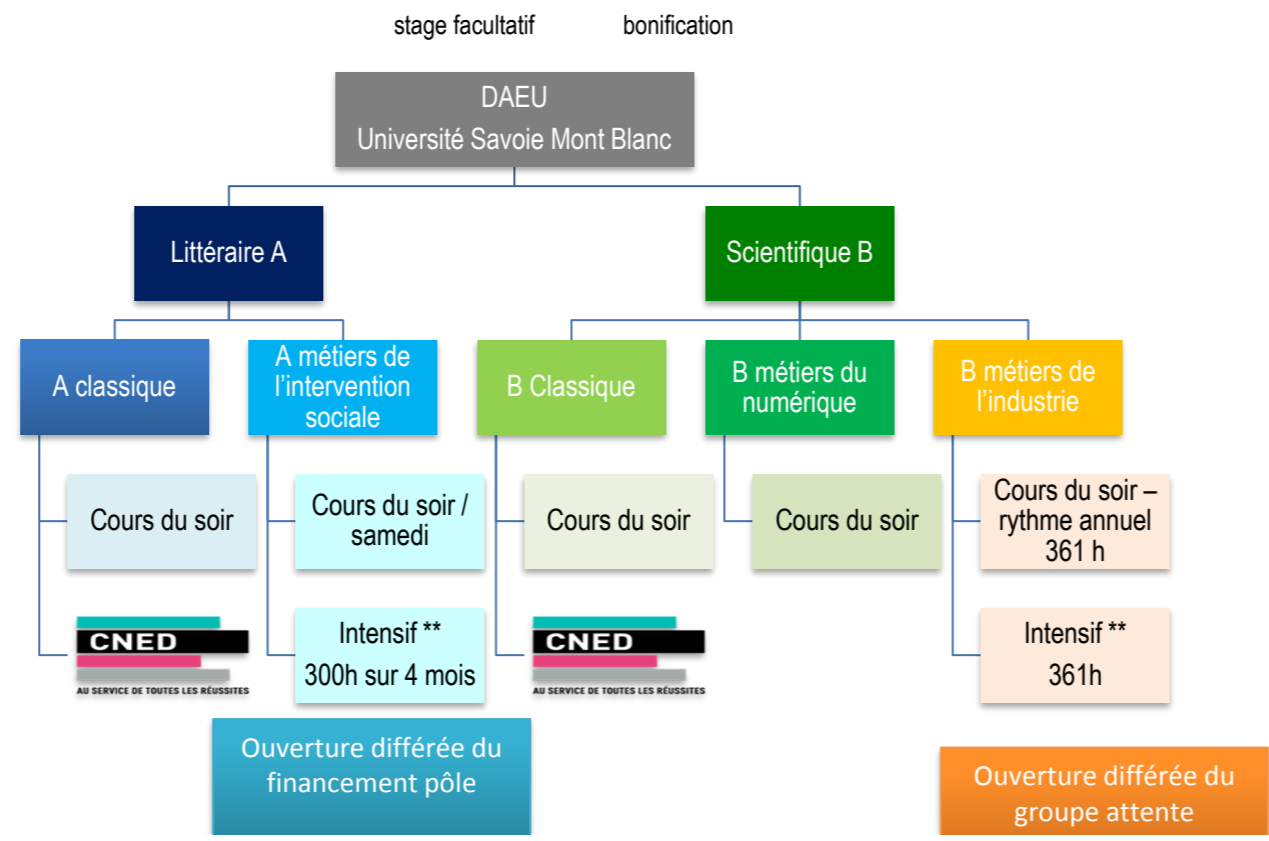 stage facultatif bonification
DAEU
Université Savoie Mont Blanc
Littéraire A
Scientifique B
A classique
A métiers de
l'intervention
sociale
B Classique
B métiers du
numérique
B métiers de
l'industrie
Cours du soir
Cours du soir /
samedi
Cours du soir
Cours du soir
Cours du soir –
rythme annuel
361 h
CNED
AU SERVICE DE TOUTES LES RÉUSSITES
Intensif **
300h sur 4 mois
CNED
AU SERVICE DE TOUTES LES RÉUSSITES
Intensif **
361h
Ouverture différée du
financement pôle
Ouverture différée du
groupe attente